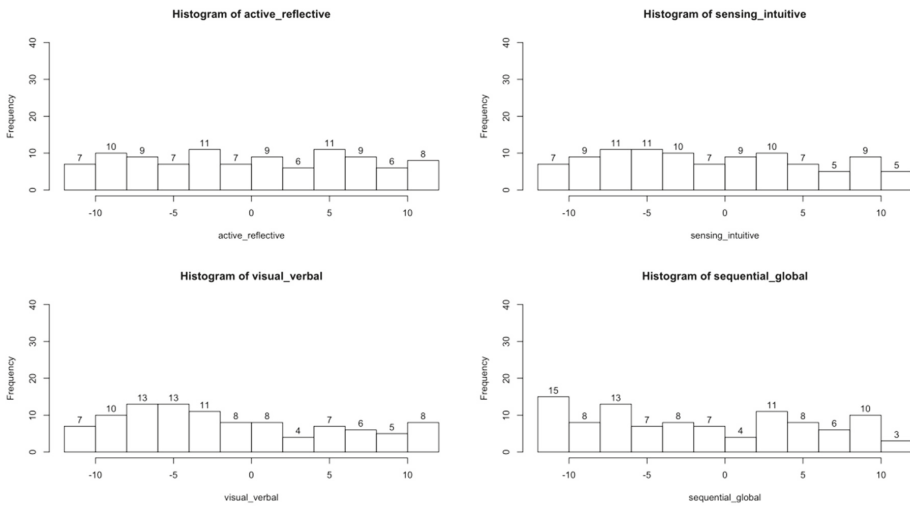 Histogram of active_reflective
Frequency
40
30
20
10
0
7 10 9 7 11 7 9 6 11 9 6 8
-10 -5 0 5 10
active_reflective
Histogram of sensing_intuitive
Frequency
40
30
20
10
0
7 9 11 11 10 7 9 10 7 5 9 5
-10 -5 0 5 10
sensing_intuitive
Histogram of visual_verbal
Frequency
40
30
20
10
0
7 10 13 13 11 8 8 4 7 6 5 8
-10 -5 0 5 10
visual_verbal
Histogram of sequential_global
Frequency
40
30
20
10
0
15 8 13 7 8 7 4 11 8 6 10 3
-10 -5 0 5 10
sequential_global